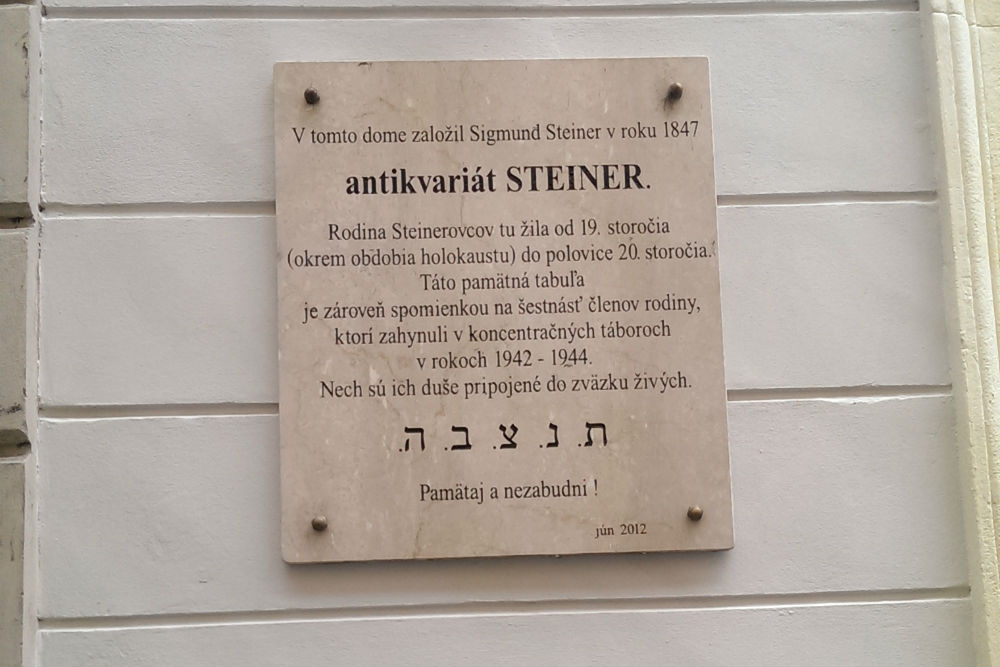 V tomto dome založil Sigmund Steiner v roku 1847
antikvariát STEINER.
Rodina Steinerovcov tu žila od 19. storočia
(okrem obdobia holokaustu) do polovice 20. storočia.
Táto pamätná tabuľa
je zároveň spomienkou na šestnásť členov rodiny,
ktorí zahynuli v koncentračných táboroch
v rokoch 1942 - 1944.
Nech sú ich duše pripojené do zväzku živých.
ת. נ. צ. ב. ה.
Pamätaj a nezabudni !
jún 2012